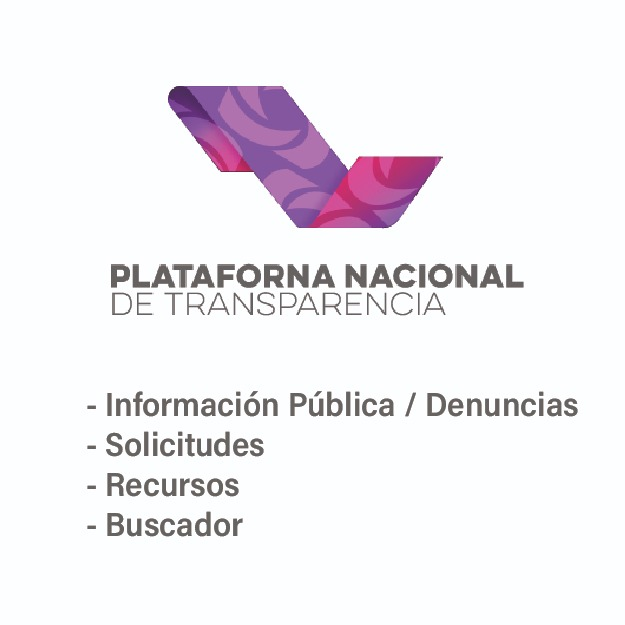 PLATAFORNA NACIONAL
DE TRANSPARENCIA
- Información Pública / Denuncias
- Solicitudes
- Recursos
- Buscador